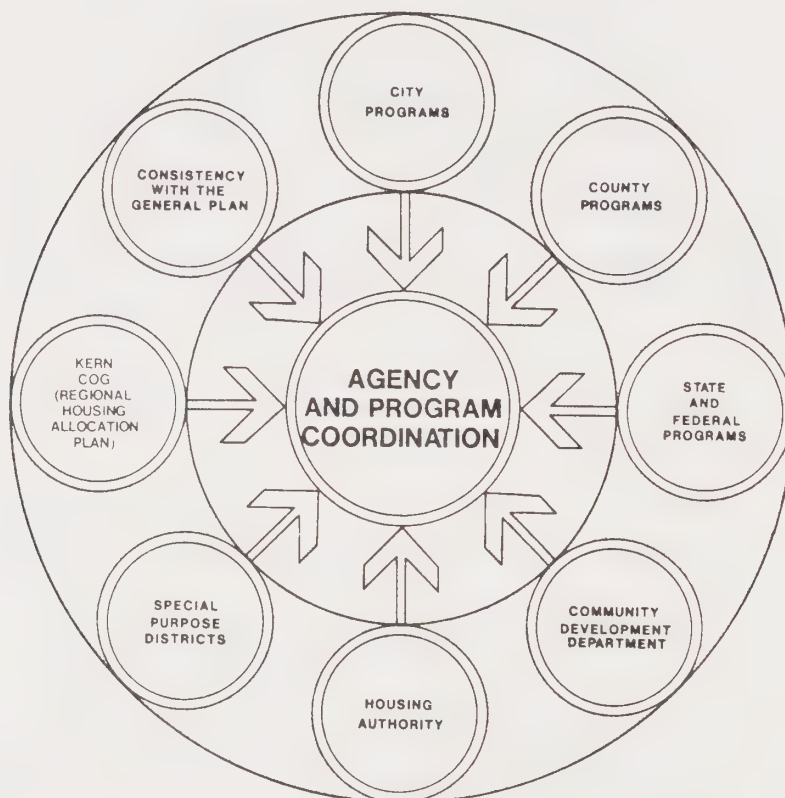 CITY
PROGRAMS
CONSISTENCY
WITH THE
GENERAL PLAN
COUNTY
PROGRAMS
KERN
COG
(REGIONAL
HOUSING
ALLOCATION
PLAN)
AGENCY
AND PROGRAM
COORDINATION
STATE
AND
FEDERAL
PROGRAMS
SPECIAL
PURPOSE
DISTRICTS
HOUSING
AUTHORITY
COMMUNITY
DEVELOPMENT
DEPARTMENT